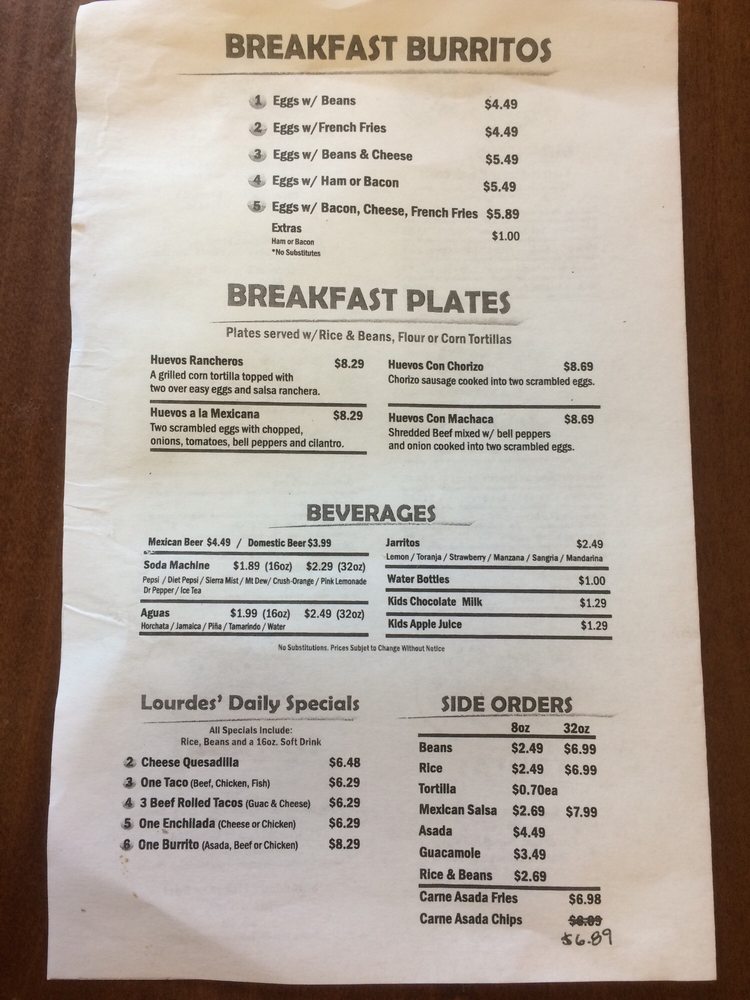 BREAKFAST BURRITOS
1 Eggs w/ Beans $4.49
2 Eggs w/French Fries $4.49
3 Eggs w/ Beans & Cheese $5.49
4 Eggs w/ Ham or Bacon $5.49
5 Eggs w/ Bacon, Cheese, French Fries $5.89
Extras $1.00
Ham or Bacon
*No Substitutes
BREAKFAST PLATES
Plates served w/Rice & Beans, Flour or Corn Tortillas
Huevos Rancheros $8.29
A grilled corn tortilla topped with
two over easy eggs and salsa ranchera.
Huevos a la Mexicana $8.29
Two scrambled eggs with chopped,
onions, tomatoes, bell peppers and cilantro.
Huevos Con Chorizo $8.69
Chorizo sausage cooked into two scrambled eggs.
Huevos Con Machaca $8.69
Shredded Beef mixed w/ bell peppers
and onion cooked into two scrambled eggs.
BEVERAGES
Mexican Beer $4.49 / Domestic Beer $3.99
Soda Machine $1.89 (16oz) $2.29 (32oz)
Pepsi / Diet Pepsi / Sierra Mist / Mt Dew/ Crush-Orange / Pink Lemonade
Dr Pepper / Ice Tea
Aguas $1.99 (16oz) $2.49 (32oz)
Horchata / Jamaica / Piña / Tamarindo / Water
Jarritos $2.49
Lemon / Toranja / Strawberry / Manzana / Sangria / Mandarina
Water Bottles $1.00
Kids Chocolate Milk $1.29
Kids Apple Juice $1.29
No Substitutions. Prices Subjet to Change Without Notice
Lourdes' Daily Specials
All Specials Include:
Rice, Beans and a 16oz. Soft Drink
2 Cheese Quesadilla $6.48
3 One Taco (Beef, Chicken, Fish) $6.29
4 3 Beef Rolled Tacos (Guac & Cheese) $6.29
5 One Enchilada (Cheese or Chicken) $6.29
6 One Burrito (Asada, Beef or Chicken) $8.29
SIDE ORDERS
8oz 32oz
Beans $2.49 $6.99
Rice $2.49 $6.99
Tortilla $0.70ea
Mexican Salsa $2.69 $7.99
Asada $4.49
Guacamole $3.49
Rice & Beans $2.69
Carne Asada Fries $6.98
Carne Asada Chips
$6.89